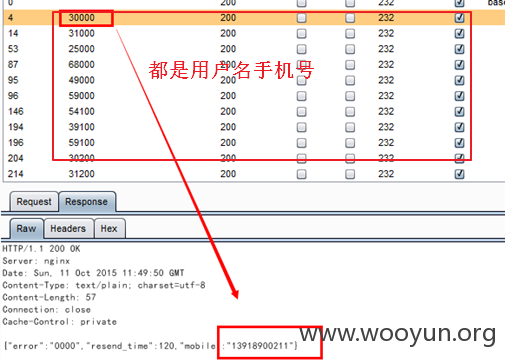 0 200 232 base
4 30000 200 232
14 31000 200 232
53 25000 200 232
87 68000 200 232
95 49000 200 232
96 59000 200 232
146 54100 200 232
194 39100 200 232
196 59100 200 232
204 30200 200 232
214 31200 200 232
都是用户名手机号
Request Response
Raw Headers Hex
HTTP/1.1 200 OK
Server: nginx
Date: Sun, 11 Oct 2015 11:49:50 GMT
Content-Type: text/plain; charset=utf-8
Content-Length: 57
Connection: close
Cache-Control: private
{"error":"0000","resend_time":120,"mobile":"13918900211"}
www.wooyun.org